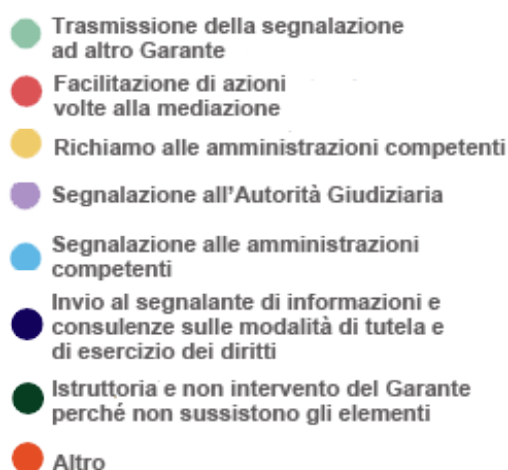 Trasmissione della segnalazione
ad altro Garante
Facilitazione di azioni
volte alla mediazione
Richiamo alle amministrazioni competenti
Segnalazione all'Autorità Giudiziaria
Segnalazione alle amministrazioni
competenti
Invio al segnalante di informazioni e
consulenze sulle modalità di tutela e
di esercizio dei diritti
Istruttoria e non intervento del Garante
perché non sussistono gli elementi
Altro